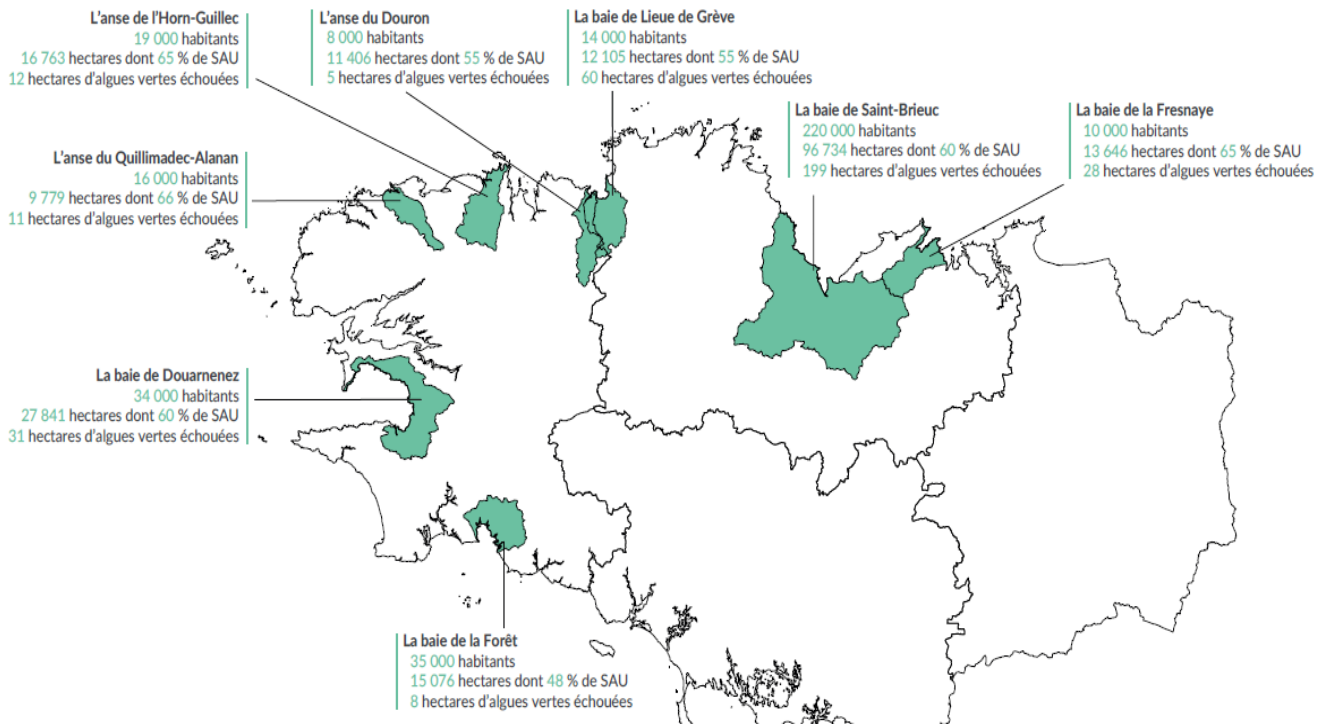 L'anse de l'Horn-Guillec
19 000 habitants
16 763 hectares dont 65 % de SAU
12 hectares d'algues vertes échouées
L'anse du Douron
8 000 habitants
11 406 hectares dont 55 % de SAU
5 hectares d'algues vertes échouées
La baie de Lieue de Grève
14 000 habitants
12 105 hectares dont 55 % de SAU
60 hectares d'algues vertes échouées
La baie de Saint-Brieuc
220 000 habitants
96 734 hectares dont 60 % de SAU
199 hectares d'algues vertes échouées
La baie de la Fresnaye
10 000 habitants
13 646 hectares dont 65 % de SAU
28 hectares d'algues vertes échouées
L'anse du Quillimadec-Alanan
16 000 habitants
9 779 hectares dont 66 % de SAU
11 hectares d'algues vertes échouées
La baie de Douarnenez
34 000 habitants
27 841 hectares dont 60 % de SAU
31 hectares d'algues vertes échouées
La baie de la Forêt
35 000 habitants
15 076 hectares dont 48 % de SAU
8 hectares d'algues vertes échouées